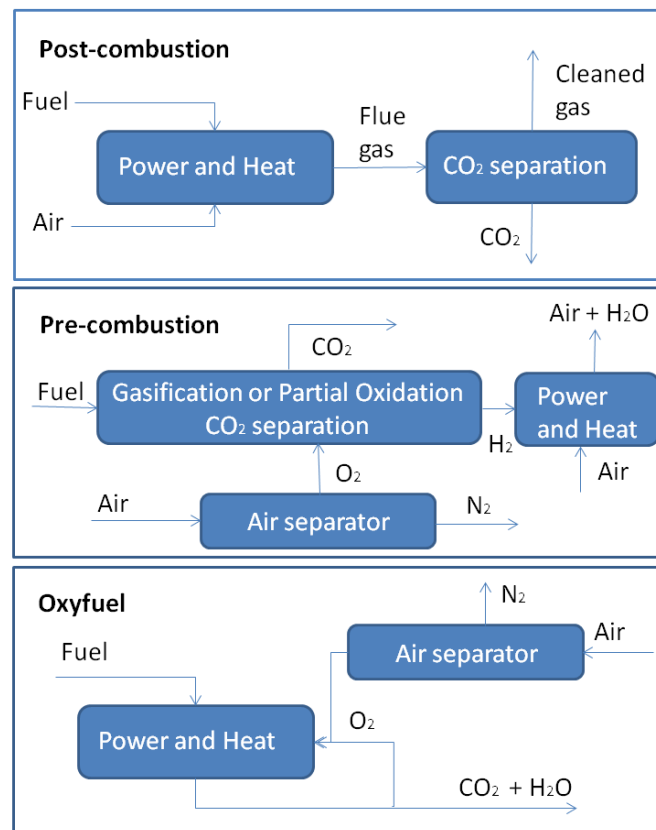 Post-combustion
Cleaned
gas
Fuel
Flue
gas
Power and Heat
CO₂ separation
Air
CO₂
Pre-combustion
Air + H₂O
CO₂
Fuel
Gasification or Partial Oxidation
CO₂ separation
Power
and Heat
H₂
O₂
Air
Air
N₂
Air separator
Oxyfuel
N₂
Fuel
Air
Air separator
Power and Heat
O₂
CO₂ + H₂O